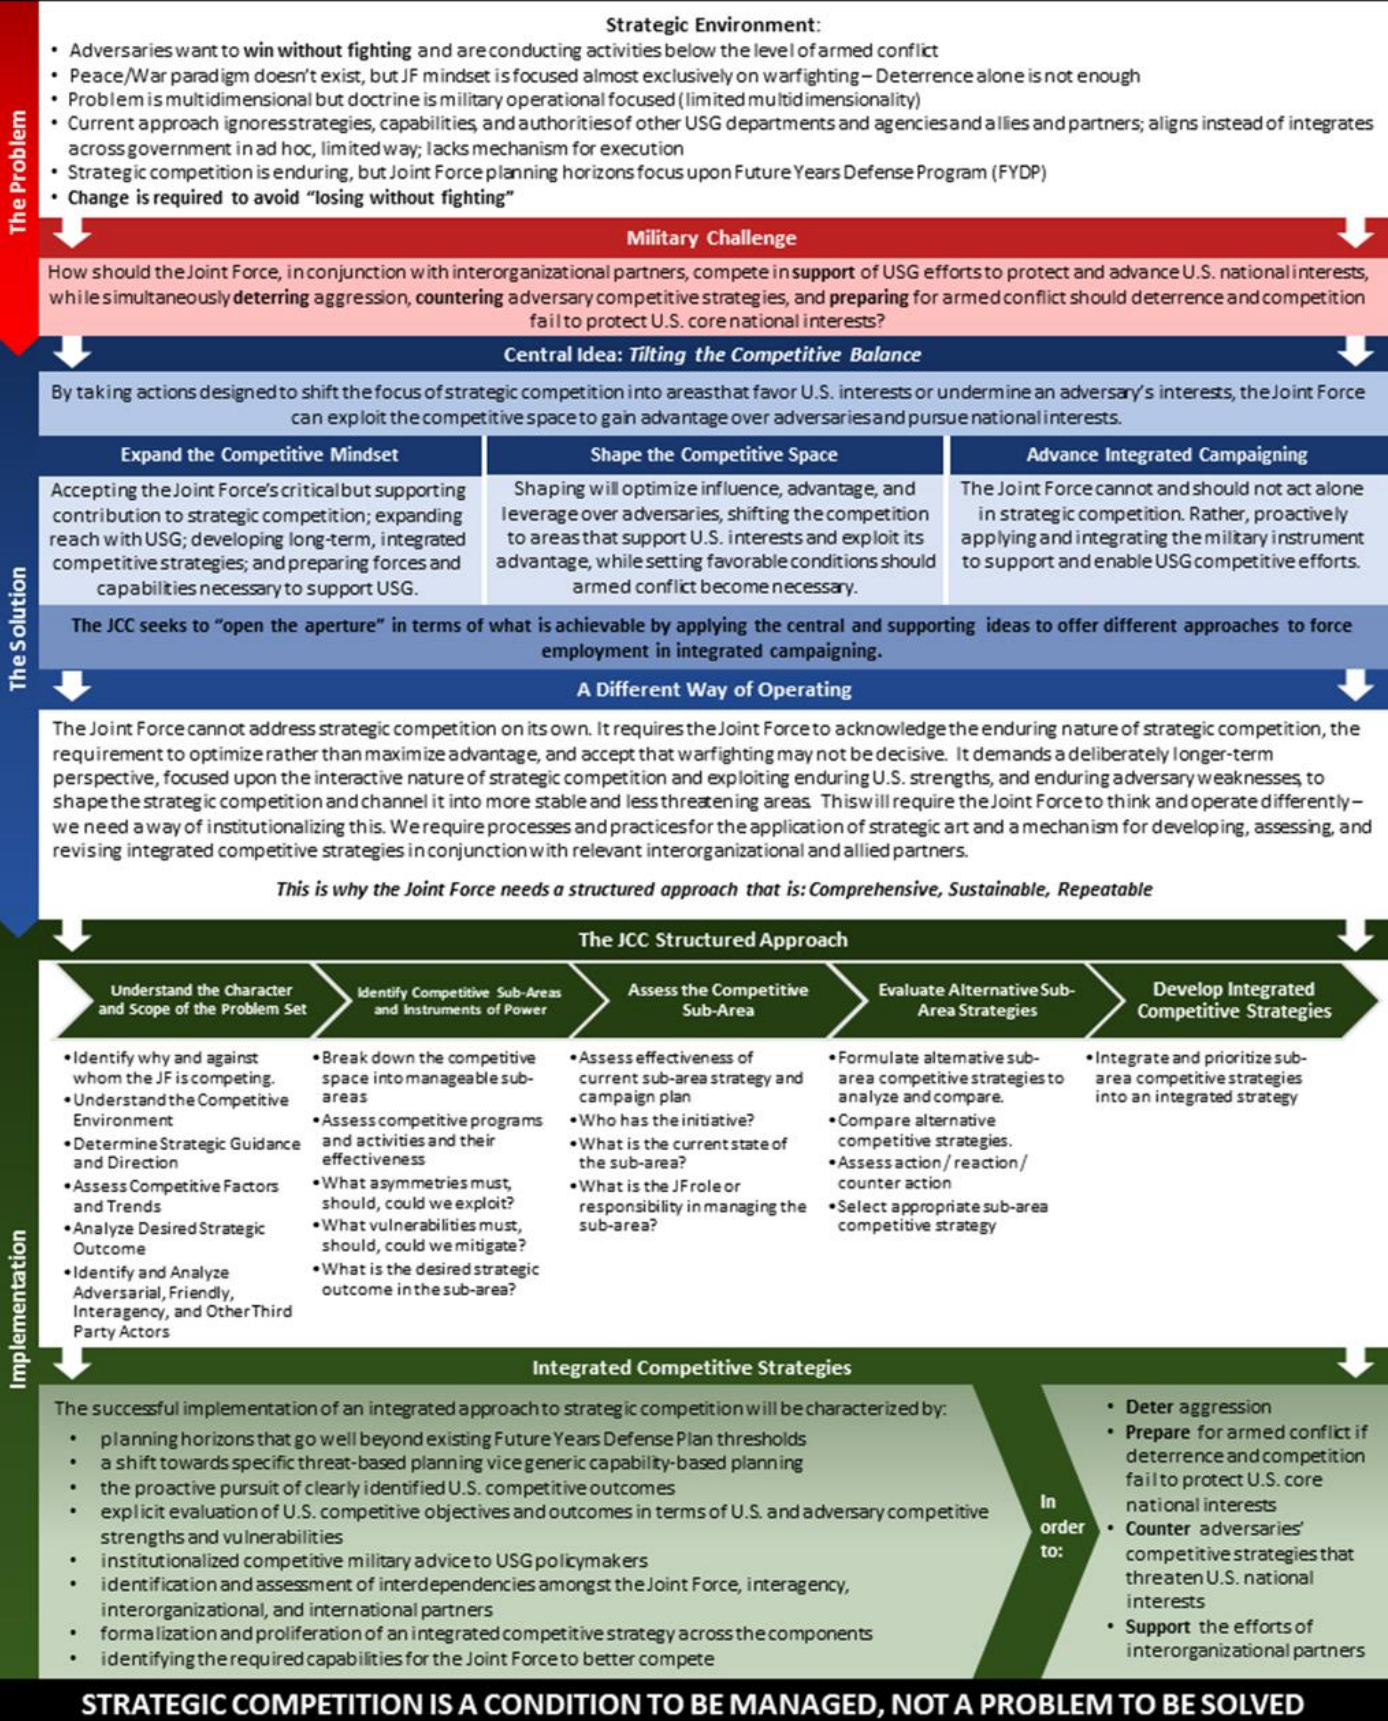 The Problem
Strategic Environment:
• Adversaries want to win without fighting and are conducting activities below the level of armed conflict
• Peace/War paradigm doesn't exist, but JF mindset is focused almost exclusively on warfighting – Deterrence alone is not enough
• Problem is multidimensional but doctrine is military operational focused (limited multidimensionality)
• Current approach ignores strategies, capabilities, and authorities of other USG departments and agencies and allies and partners; aligns instead of integrates
across government in ad hoc, limited way; lacks mechanism for execution
• Strategic competition is enduring, but Joint Force planning horizons focus upon Future Years Defense Program (FYDP)
• Change is required to avoid "losing without fighting"
Military Challenge
How should the Joint Force, in conjunction with interorganizational partners, compete in support of USG efforts to protect and advance U.S. national interests,
while simultaneously deterring aggression, countering adversary competitive strategies, and preparing for armed conflict should deterrence and competition
fail to protect U.S. core national interests?
The Solution
Central Idea: Tilting the Competitive Balance
By taking actions designed to shift the focus of strategic competition into areas that favor U.S. interests or undermine an adversary's interests, the Joint Force
can exploit the competitive space to gain advantage over adversaries and pursue national interests.
Expand the Competitive Mindset
Accepting the Joint Force's critical but supporting
contribution to strategic competition; expanding
reach with USG; developing long-term, integrated
competitive strategies; and preparing forces and
capabilities necessary to support USG.
Shape the Competitive Space
Shaping will optimize influence, advantage, and
leverage over adversaries, shifting the competition
to areas that support U.S. interests and exploit its
advantage, while setting favorable conditions should
armed conflict become necessary.
Advance Integrated Campaigning
The Joint Force cannot and should not act alone
in strategic competition. Rather, proactively
applying and integrating the military instrument
to support and enable USG competitive efforts.
The JCC seeks to "open the aperture" in terms of what is achievable by applying the central and supporting ideas to offer different approaches to force
employment in integrated campaigning.
A Different Way of Operating
The Joint Force cannot address strategic competition on its own. It requires the Joint Force to acknowledge the enduring nature of strategic competition, the
requirement to optimize rather than maximize advantage, and accept that warfighting may not be decisive. It demands a deliberately longer-term
perspective, focused upon the interactive nature of strategic competition and exploiting enduring U.S. strengths, and enduring adversary weaknesses, to
shape the strategic competition and channel it into more stable and less threatening areas. This will require the Joint Force to think and operate differently –
we need a way of institutionalizing this. We require processes and practices for the application of strategic art and a mechanism for developing, assessing, and
revising integrated competitive strategies in conjunction with relevant interorganizational and allied partners.
This is why the Joint Force needs a structured approach that is: Comprehensive, Sustainable, Repeatable
Implementation
The JCC Structured Approach
Understand the Character
and Scope of the Problem Set
• Identify why and against
whom the JF is competing.
• Understand the Competitive
Environment
• Determine Strategic Guidance
and Direction
• Assess Competitive Factors
and Trends
• Analyze Desired Strategic
Outcome
• Identify and Analyze
Adversarial, Friendly,
Interagency, and Other Third
Party Actors
Identify Competitive Sub-Areas
and Instruments of Power
• Break down the competitive
space into manageable sub-
areas
• Assess competitive programs
and activities and their
effectiveness
• What asymmetries must,
should, could we exploit?
• What vulnerabilities must,
should, could we mitigate?
• What is the desired strategic
outcome in the sub-area?
Assess the Competitive
Sub-Area
• Assess effectiveness of
current sub-area strategy and
campaign plan
• Who has the initiative?
• What is the current state of
the sub-area?
• What is the JF role or
responsibility in managing the
sub-area?
Evaluate Alternative Sub-
Area Strategies
• Formulate alternative sub-
area competitive strategies to
analyze and compare.
• Compare alternative
competitive strategies.
• Assess action / reaction /
counter action
• Select appropriate sub-area
competitive strategy
Develop Integrated
Competitive Strategies
• Integrate and prioritize sub-
area competitive strategies
into an integrated strategy
Integrated Competitive Strategies
The successful implementation of an integrated approach to strategic competition will be characterized by:
• planning horizons that go well beyond existing Future Years Defense Plan thresholds
• a shift towards specific threat-based planning vice generic capability-based planning
• the proactive pursuit of clearly identified U.S. competitive outcomes
• explicit evaluation of U.S. competitive objectives and outcomes in terms of U.S. and adversary competitive
strengths and vulnerabilities
• institutionalized competitive military advice to USG policymakers
• identification and assessment of interdependencies amongst the Joint Force, interagency,
interorganizational, and international partners
• formalization and proliferation of an integrated competitive strategy across the components
• identifying the required capabilities for the Joint Force to better compete
In
order
to:
• Deter aggression
• Prepare for armed conflict if
deterrence and competition
fail to protect U.S. core
national interests
• Counter adversaries'
competitive strategies that
threaten U.S. national
interests
• Support the efforts of
interorganizational partners
STRATEGIC COMPETITION IS A CONDITION TO BE MANAGED, NOT A PROBLEM TO BE SOLVED